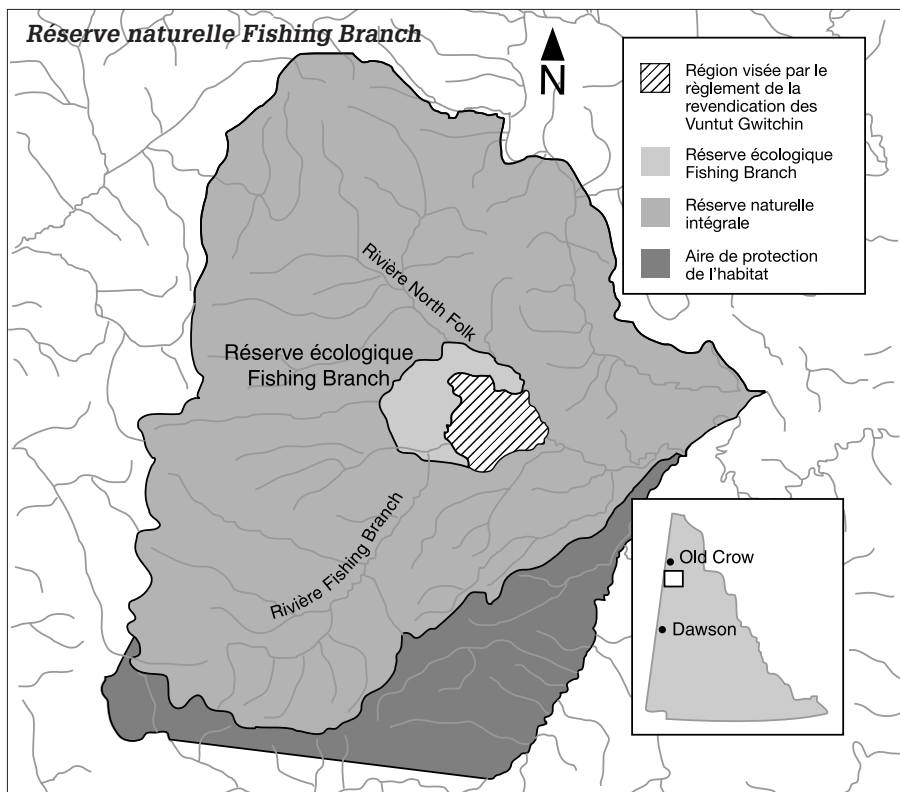 Réserve naturelle Fishing Branch
N
Région visée par le
règlement de la
revendication des
Vuntut Gwitchin
Réserve écologique
Fishing Branch
Réserve naturelle
intégrale
Aire de protection
de l'habitat
Rivière North Folk
Réserve écologique
Fishing Branch
Rivière Fishing Branch
Old Crow
Dawson